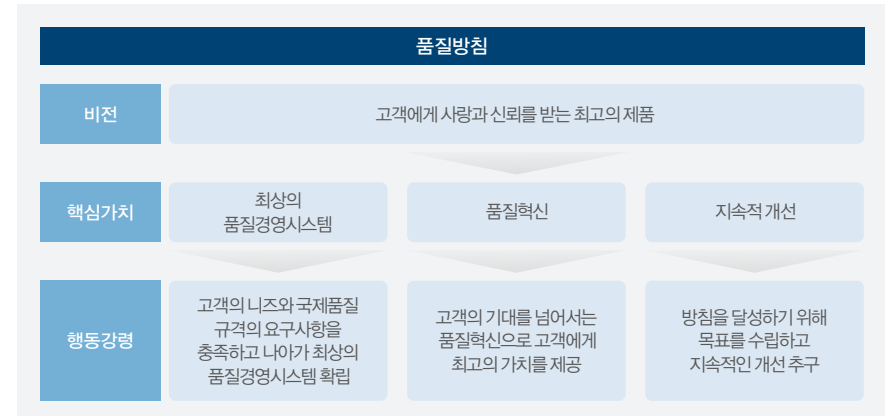 품질방침
비전
고객에게 사랑과 신뢰를 받는 최고의 제품
핵심가치
최상의
품질경영시스템
품질혁신
지속적 개선
행동강령
고객의 니즈와 국제품질
규격의 요구사항을
충족하고 나아가 최상의
품질경영시스템 확립
고객의 기대를 넘어서는
품질혁신으로 고객에게
최고의 가치를 제공
방침을 달성하기 위해
목표를 수립하고
지속적인 개선 추구